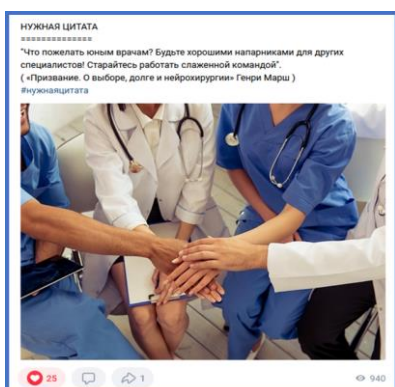 НУЖНАЯ ЦИТАТА
==============
"Что пожелать юным врачам? Будьте хорошими напарниками для других
специалистов! Старайтесь работать слаженной командой".
( «Призвание. О выборе, долге и нейрохирургии» Генри Марш )
#нужнаяцитата
25
1
940